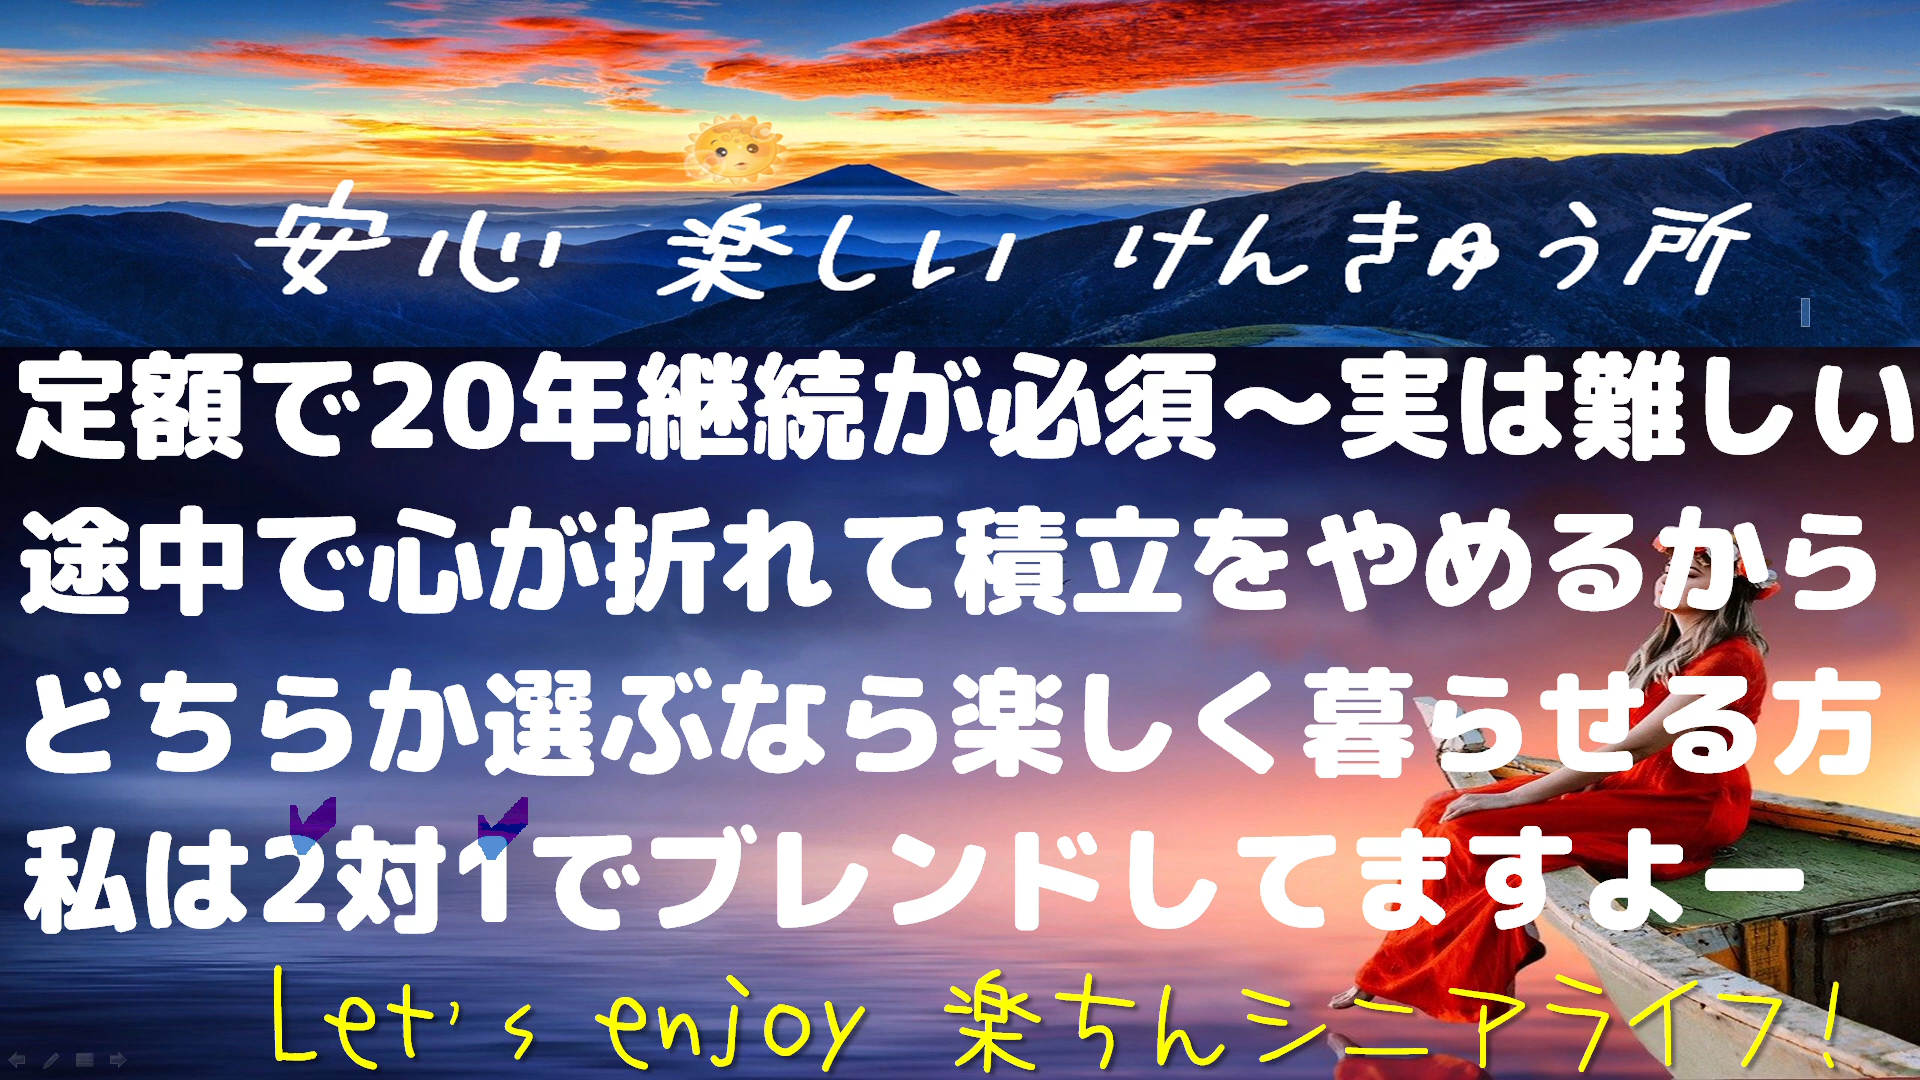 安心 楽しい けんきゅう所
定額で20年継続が必須～実は難しい
途中で心が折れて積立をやめるから
どちらか選ぶなら楽しく暮らせる方
私は2対1でブレンドしてますよー
Let's enjoy 楽ちんシニアライフ!